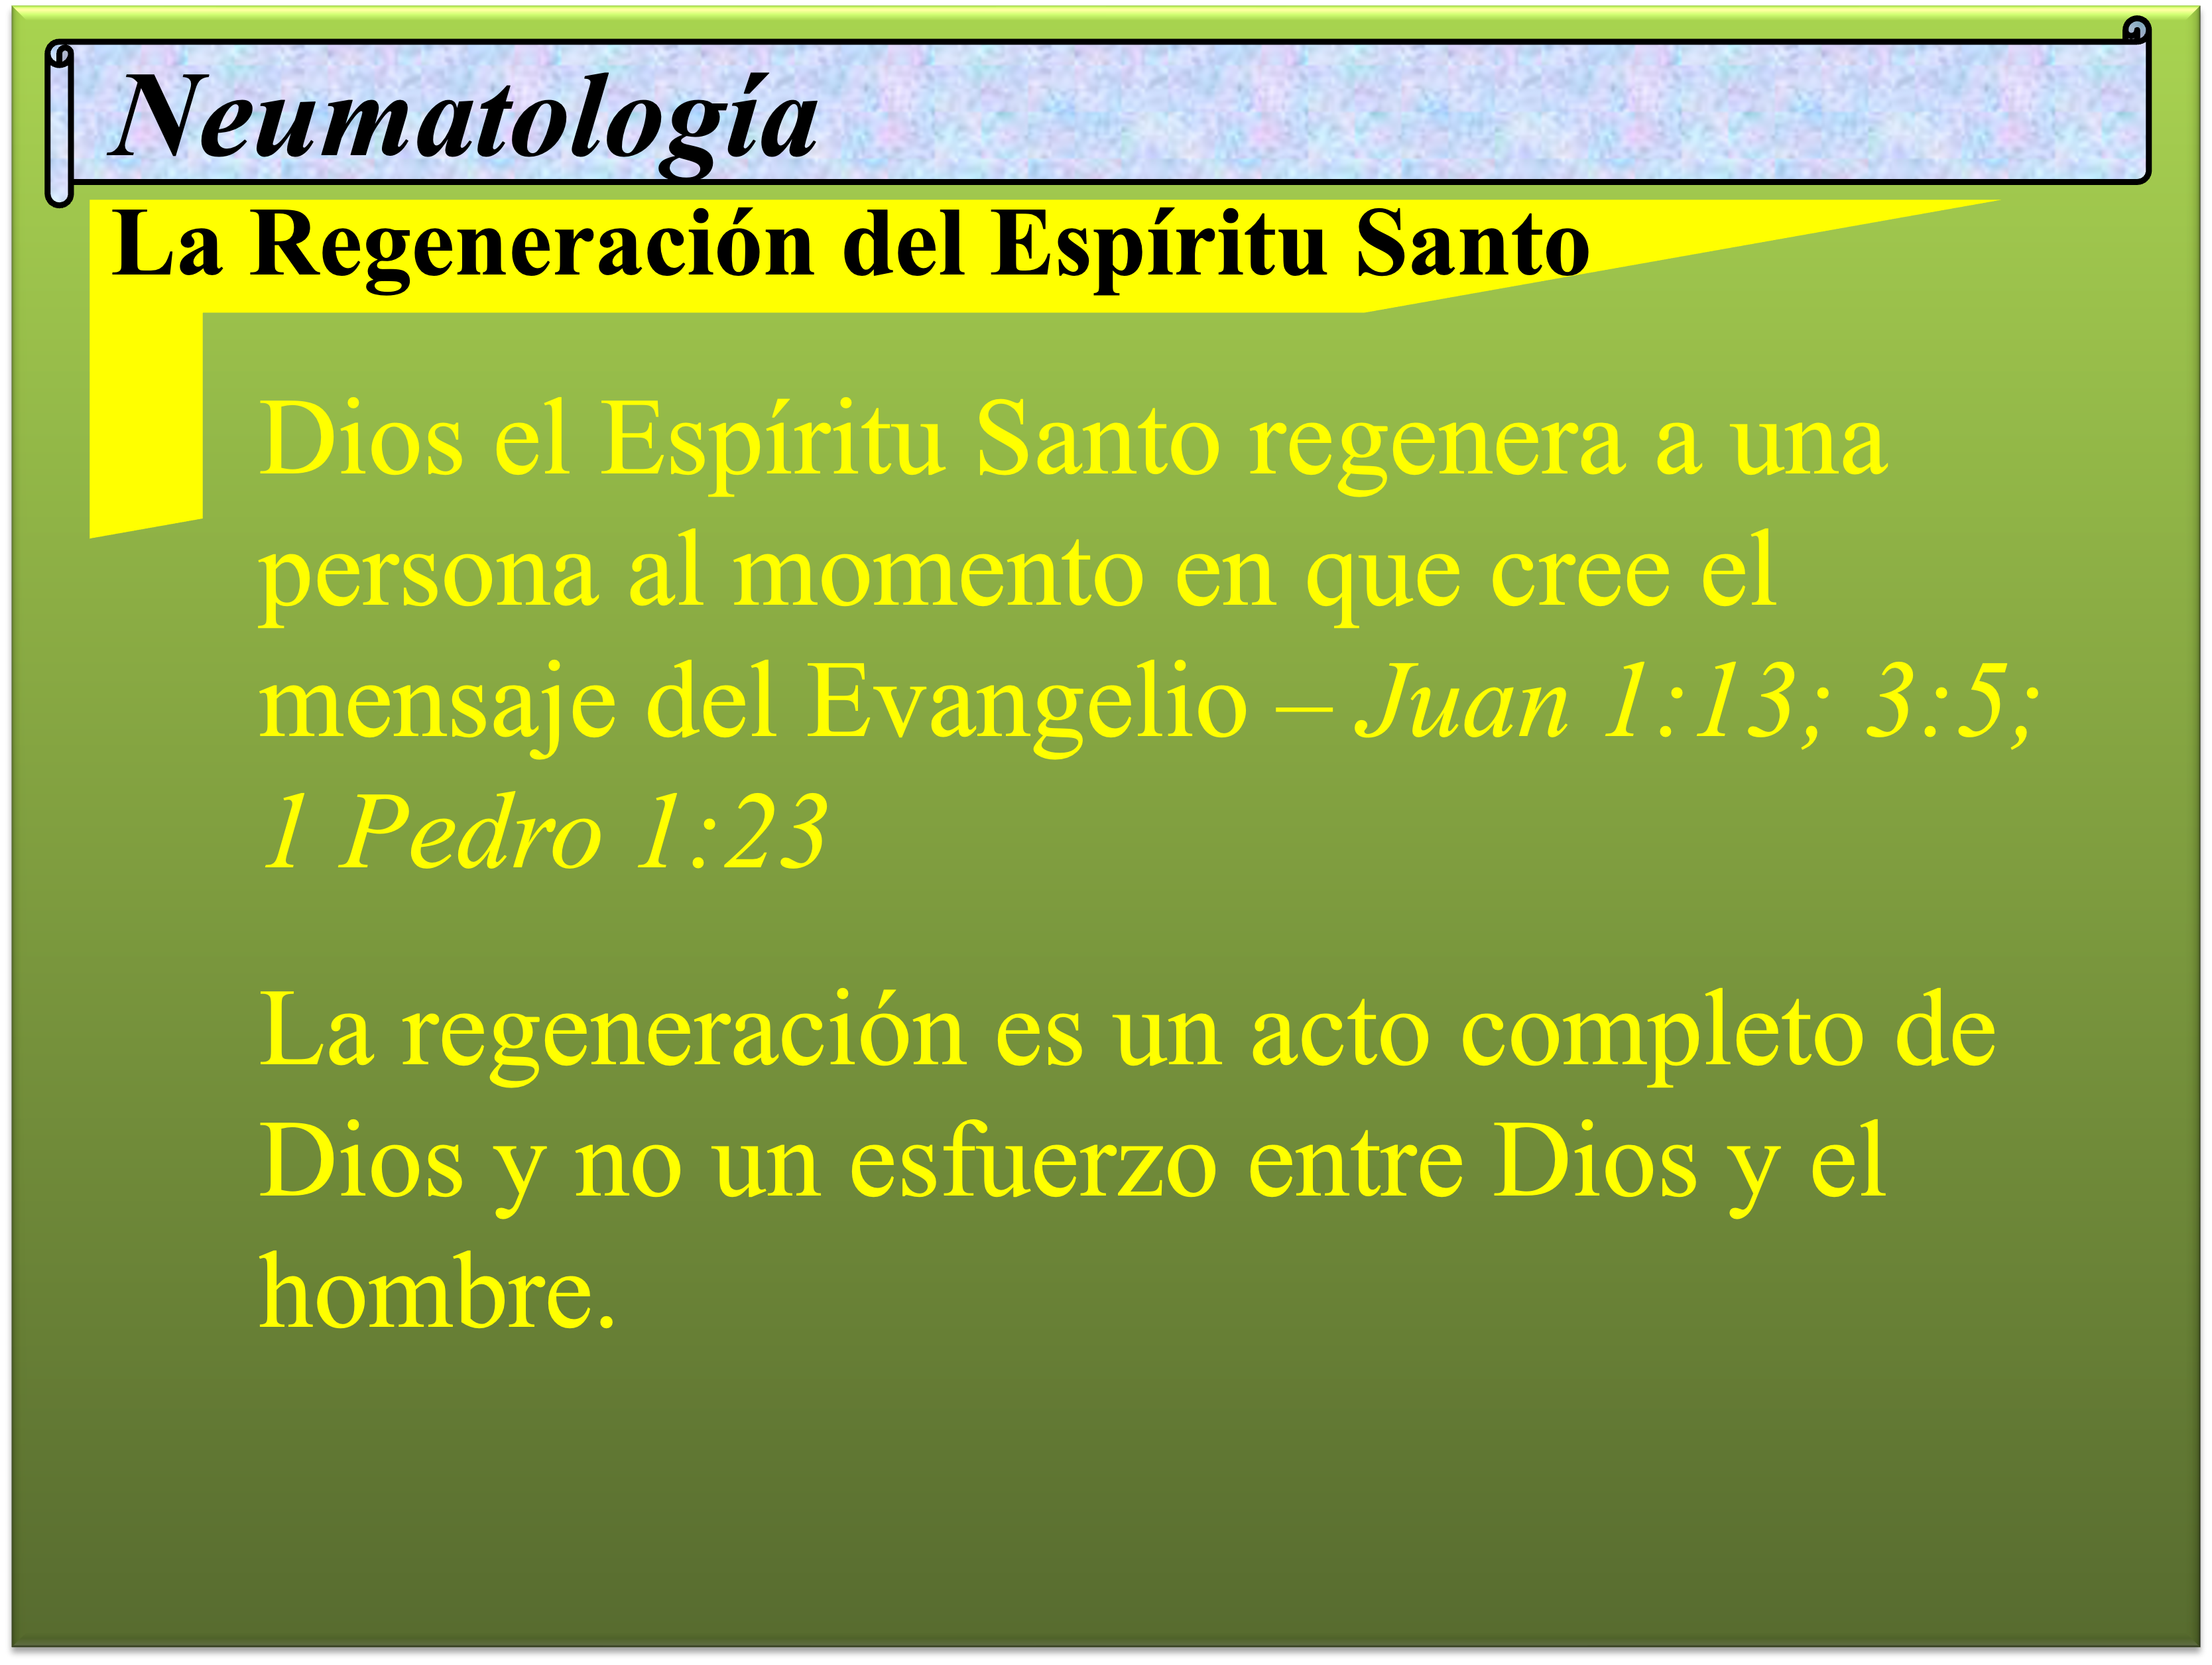 Neumatología
La Regeneración del Espíritu Santo
Dios el Espíritu Santo regenera a una
persona al momento en que cree el
mensaje del Evangelio – Juan 1:13; 3:5;
1 Pedro 1:23
La regeneración es un acto completo de
Dios y no un esfuerzo entre Dios y el
hombre.